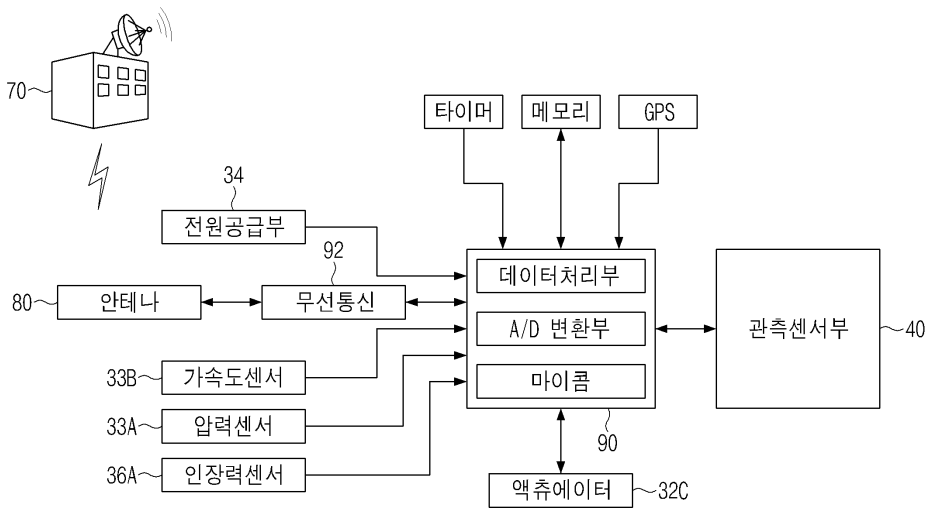 70
타이머
메모리
GPS
34
전원공급부
92
데이터처리부
80
안테나
무선통신
A/D 변환부
관측센서부
40
33B
가속도센서
마이콤
33A
압력센서
90
36A
인장력센서
액츄에이터
32C